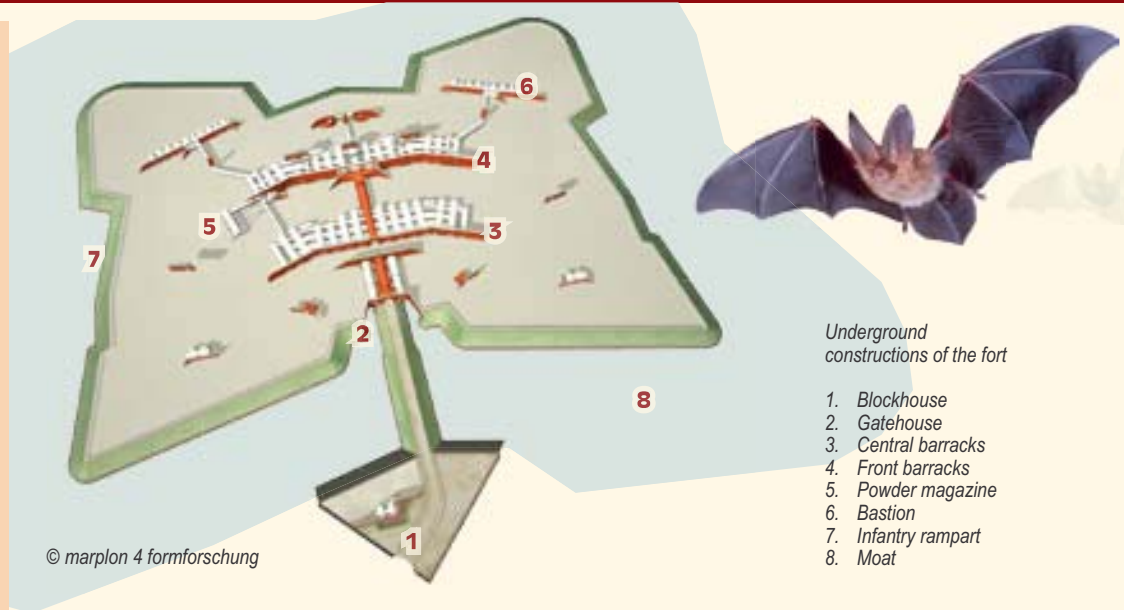 6
4
5
3
7
2
8
1
© marplon 4 formforschung
Underground
constructions of the fort
1. Blockhouse
2. Gatehouse
3. Central barracks
4. Front barracks
5. Powder magazine
6. Bastion
7. Infantry rampart
8. Moat